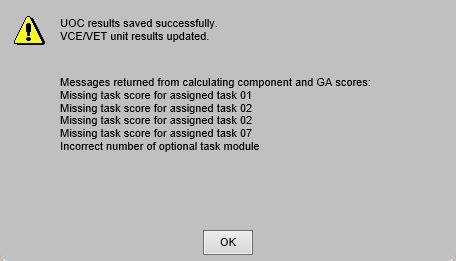 UOC results saved successfully.
VCE/VET unit results updated.
Messages returned from calculating component and GA scores:
Missing task score for assigned task 01
Missing task score for assigned task 02
Missing task score for assigned task 02
Missing task score for assigned task 07
Incorrect number of optional task module
OK